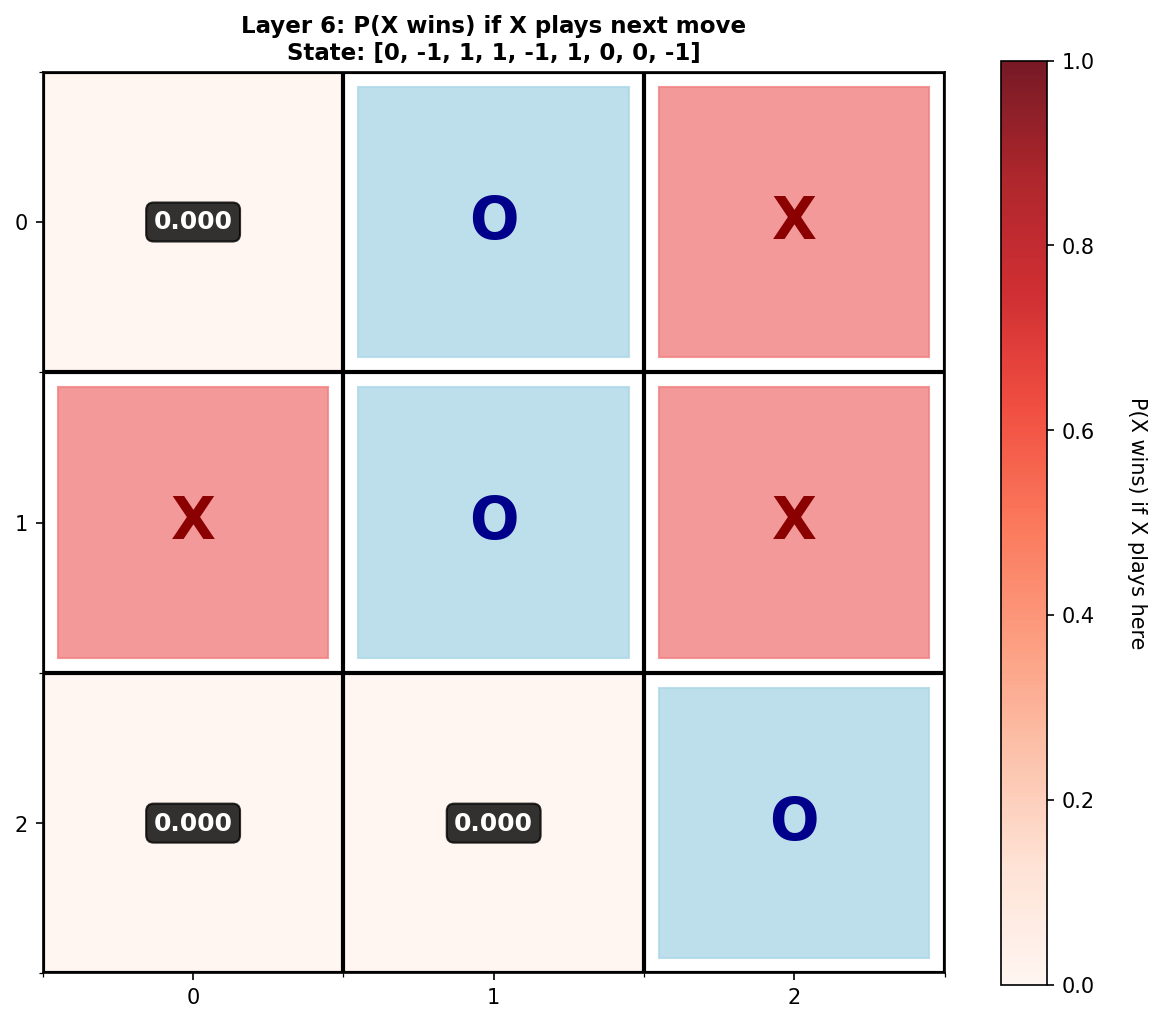 Layer 6: P(X wins) if X plays next move
State: [0, -1, 1, 1, -1, 1, 0, 0, -1]
0.000
O
X
X
O
X
0.000
0.000
O
0
1
2
0
1
2
1.0
0.8
0.6
0.4
0.2
0.0
P(X wins) if X plays here